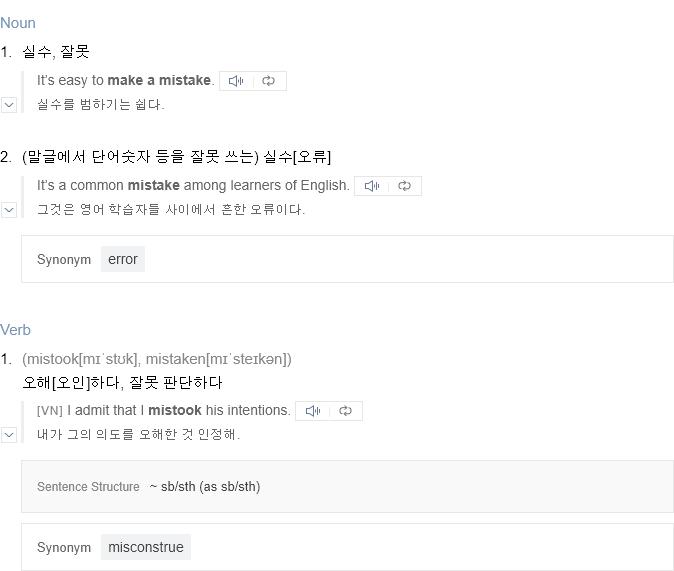 Noun
1. 실수, 잘못
It's easy to make a mistake.
실수를 범하기는 쉽다.
2. (말글에서 단어숫자 등을 잘못 쓰는) 실수[오류]
It's a common mistake among learners of English.
그것은 영어 학습자들 사이에서 흔한 오류이다.
Synonym error
Verb
1. (mistook[mɪˈstʊk], mistaken[mɪˈsteɪkən])
오해[오인]하다, 잘못 판단하다
[VN] I admit that I mistook his intentions.
내가 그의 의도를 오해한 것 인정해.
Sentence Structure ~ sb/sth (as sb/sth)
Synonym misconstrue